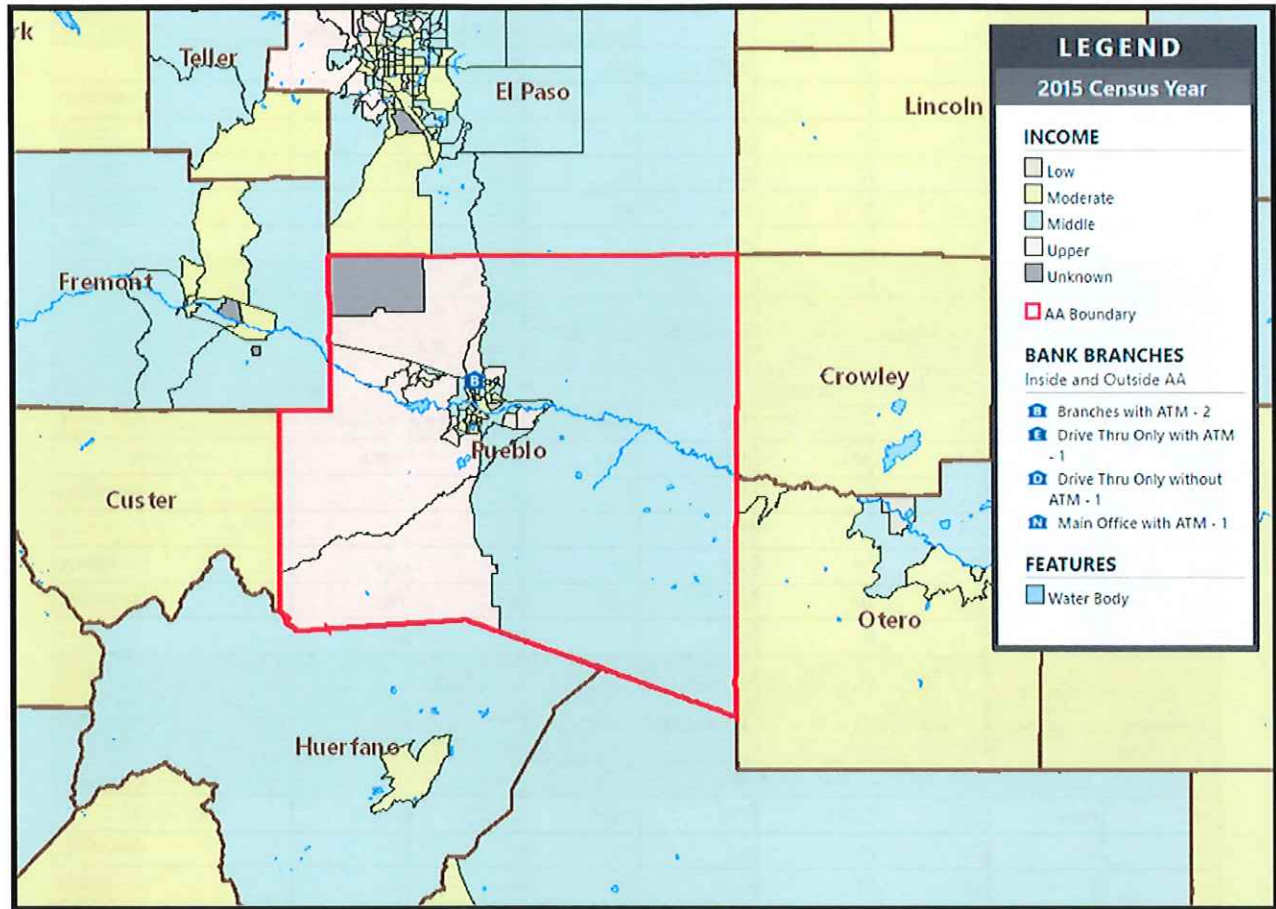 rk
Teller
El Paso
Lincoln
Fremont
Crowley
Pueblo
Custer
Otero
Huerfano
B
LEGEND
2015 Census Year
INCOME
Low
Moderate
Middle
Upper
Unknown
AA Boundary
BANK BRANCHES
Inside and Outside AA
B Branches with ATM - 2
E Drive Thru Only with ATM
- 1
D Drive Thru Only without
ATM - 1
N Main Office with ATM - 1
FEATURES
Water Body